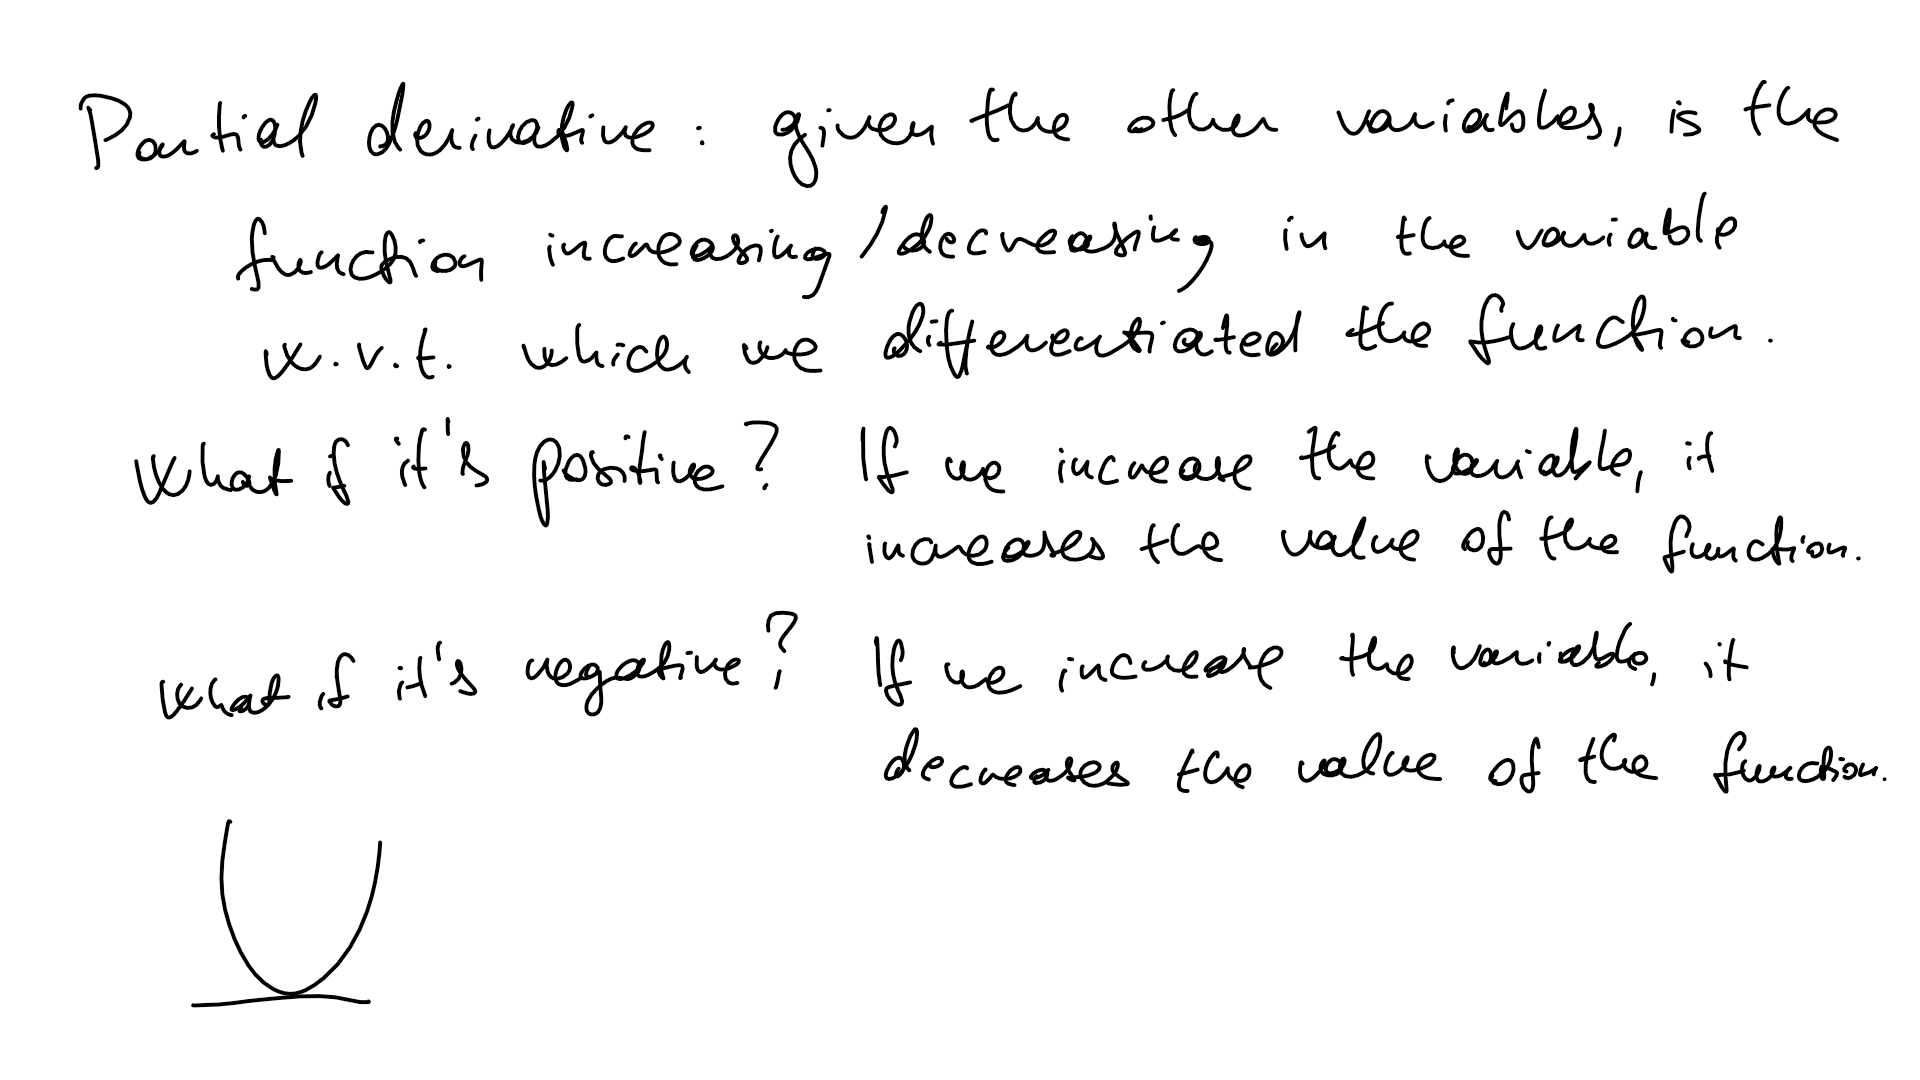 Partial derivative: given the other variables, is the
function increasing/decreasing in the variable
w.r.t. which we differentiated the function.
What if it's positive? If we increase the variable, it
increases the value of the function.
What if it's negative? If we increase the variable, it
decreases the value of the function.